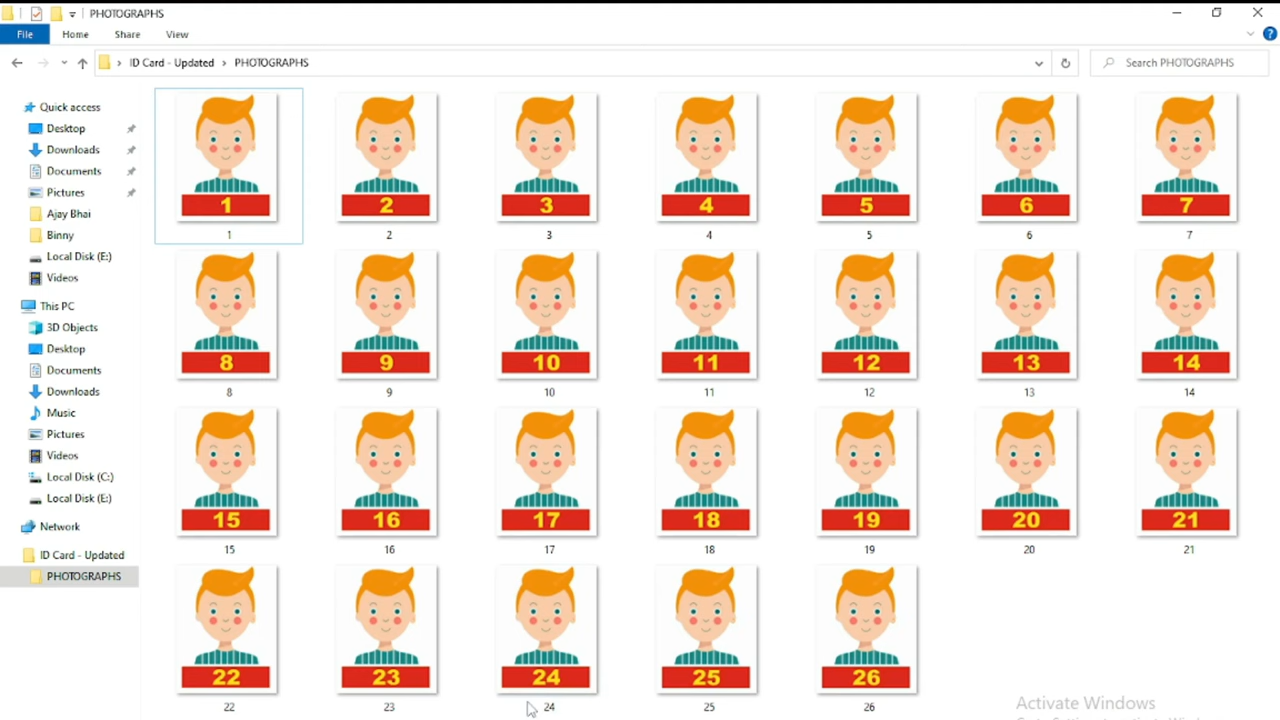 PHOTOGRAPHS
File Home Share View
ID Card - Updated PHOTOGRAPHS
Search PHOTOGRAPHS
Quick access
Desktop
Downloads
Documents
Pictures
Ajay Bhai
Binny
Local Disk (E:)
Videos
This PC
3D Objects
Desktop
Documents
Downloads
Music
Pictures
Videos
Local Disk (C:)
Local Disk (E:)
Network
ID Card - Updated
PHOTOGRAPHS
1 2 3 4 5 6 7
1 2 3 4 5 6 7
8 9 10 11 12 13 14
8 9 10 11 12 13 14
15 16 17 18 19 20 21
15 16 17 18 19 20 21
22 23 24 25 26
22 23 24 25 26
Activate Windows